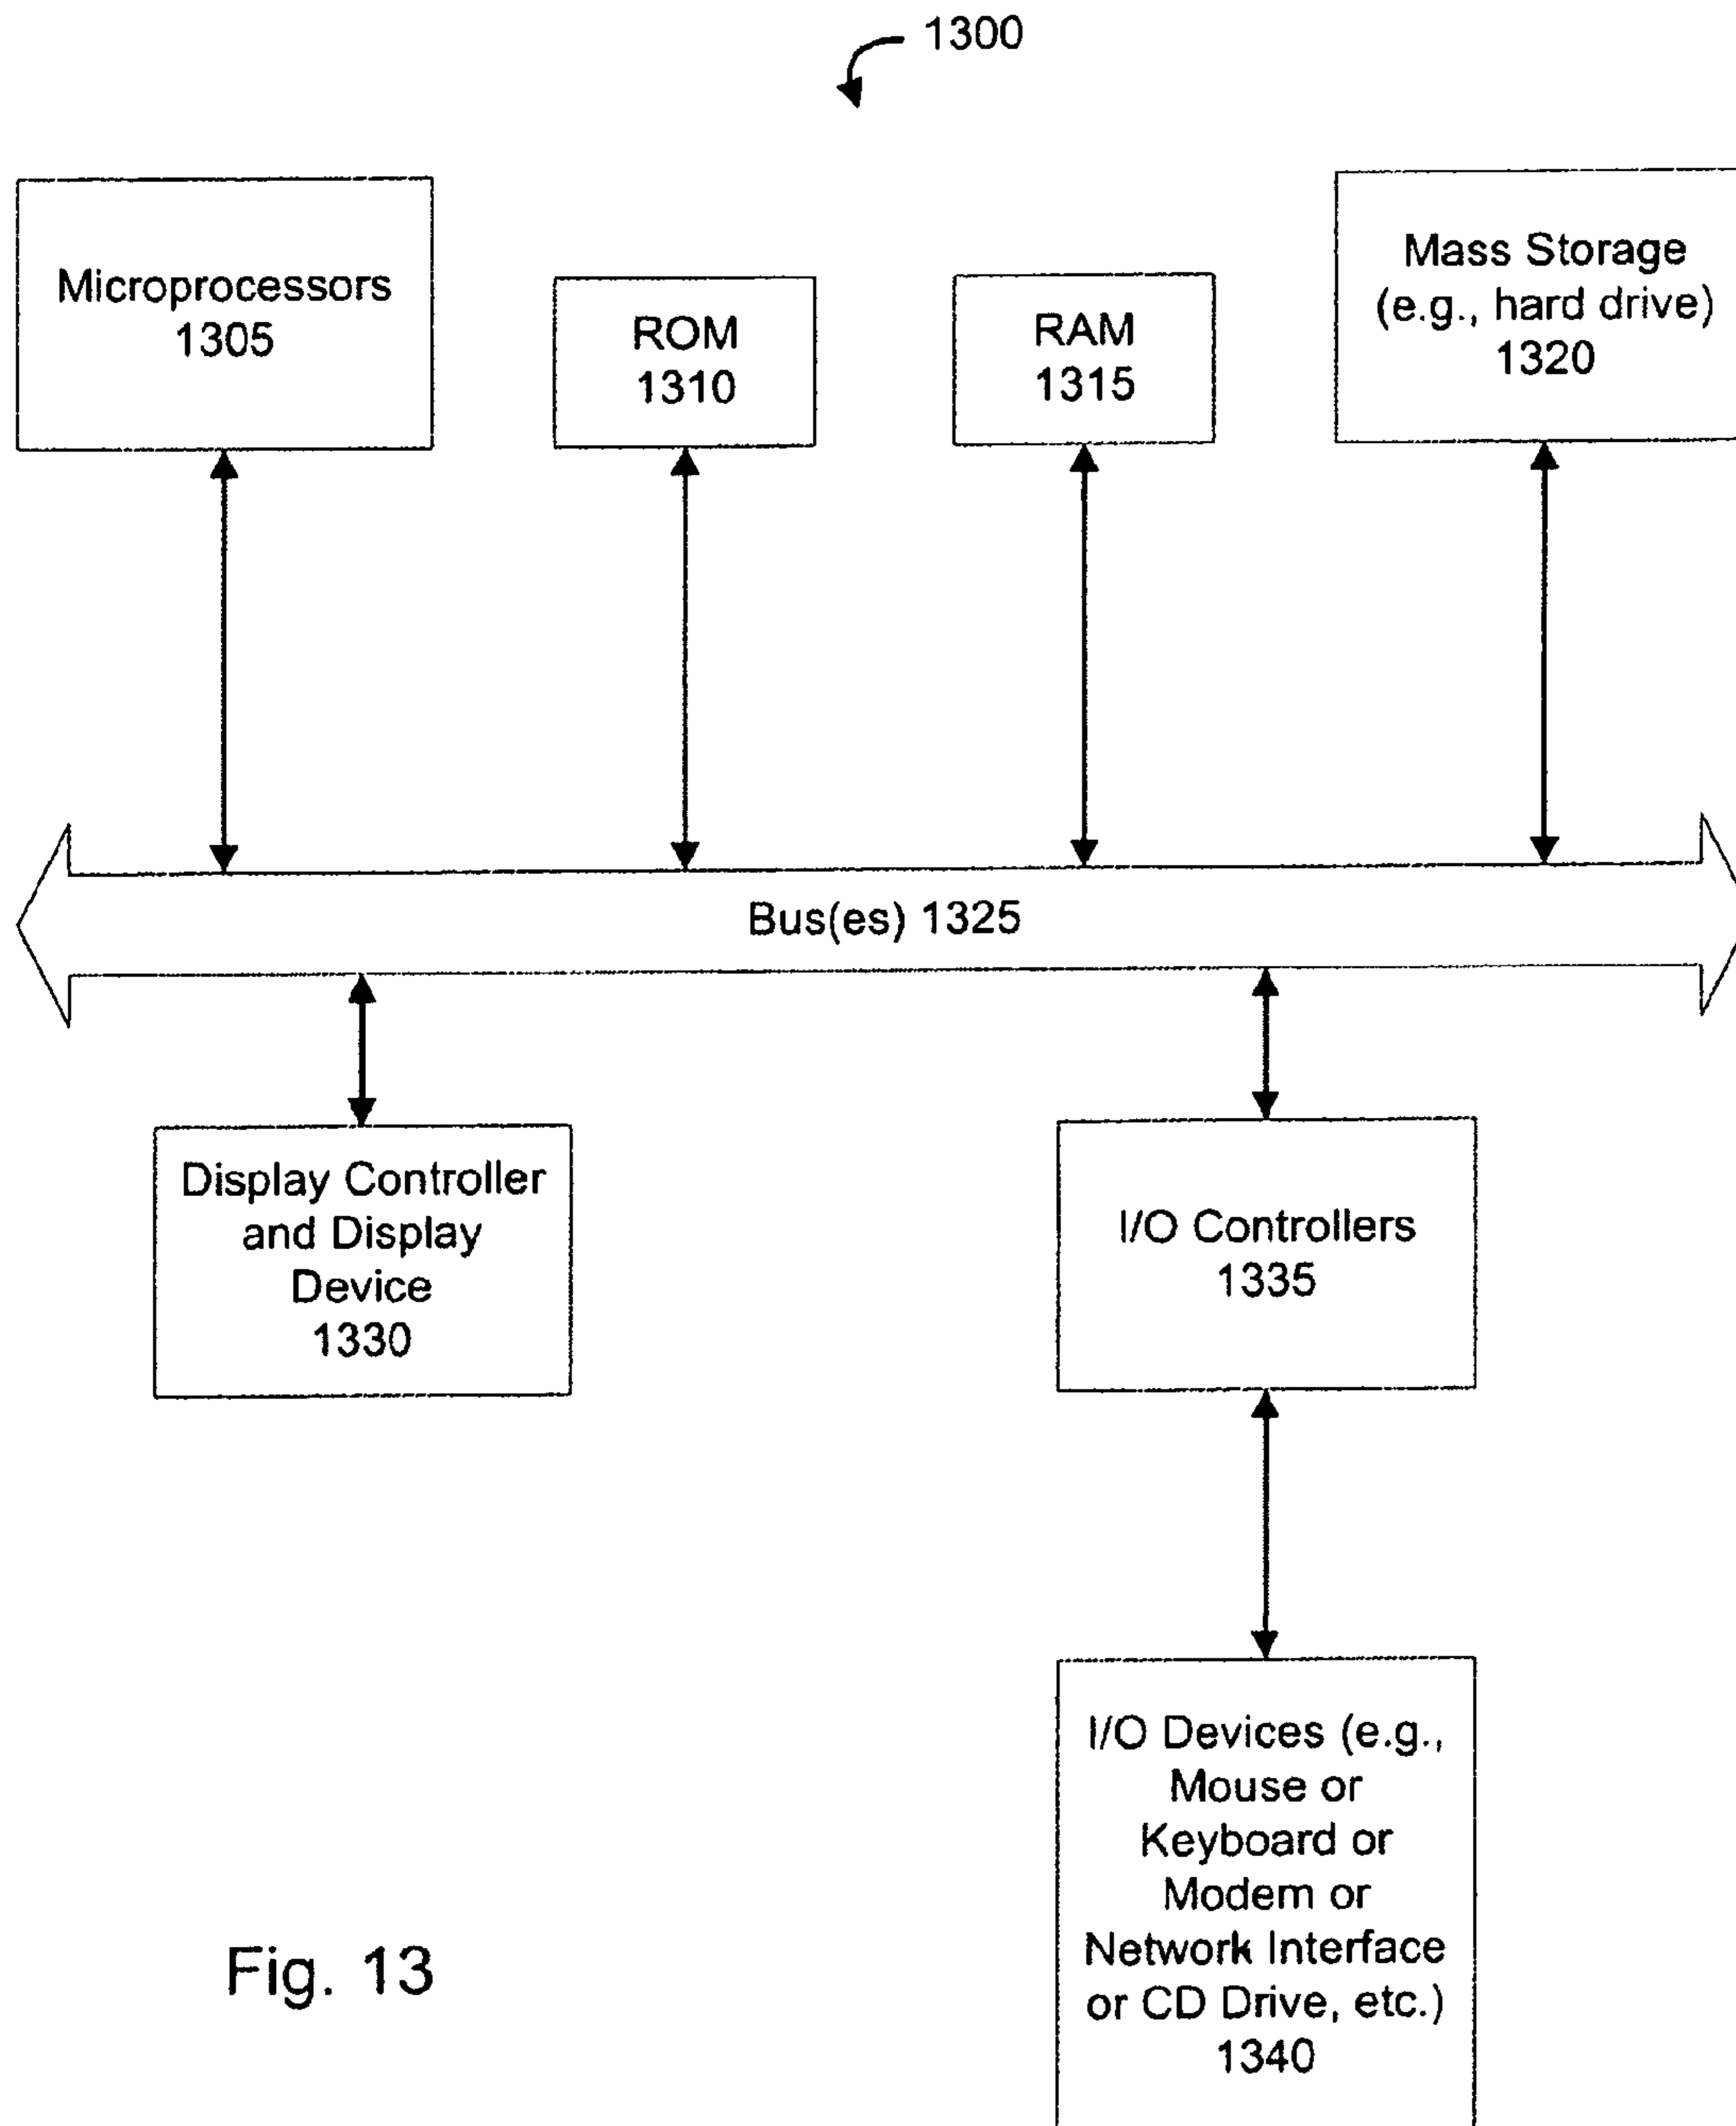 1300
Microprocessors
1305
ROM
1310
RAM
1315
Mass Storage
(e.g., hard drive)
1320
Bus(es) 1325
Display Controller
and Display
Device
1330
I/O Controllers
1335
I/O Devices (e.g.,
Mouse or
Keyboard or
Modem or
Network Interface
or CD Drive, etc.)
1340
Fig. 13